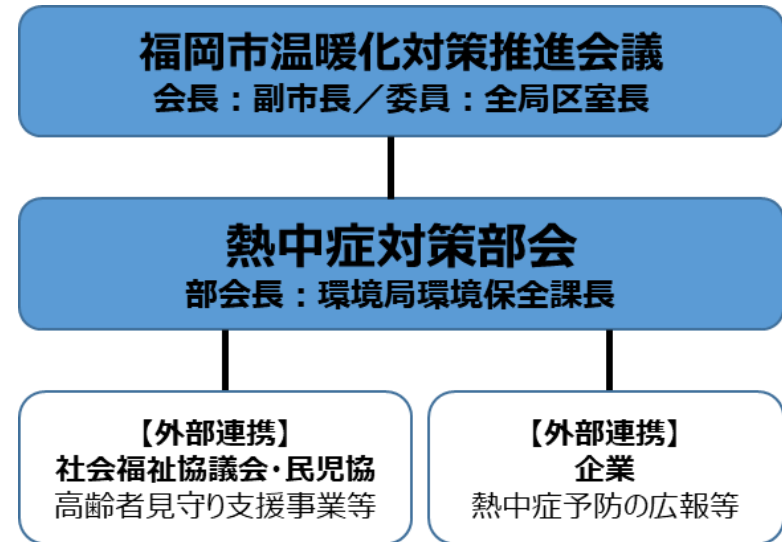 福岡市温暖化対策推進会議
会長：副市長／委員：全局区室長
熱中症対策部会
部会長：環境局環境保全課長
【外部連携】
社会福祉協議会・民児協
高齢者見守り支援事業等
【外部連携】
企業
熱中症予防の広報等